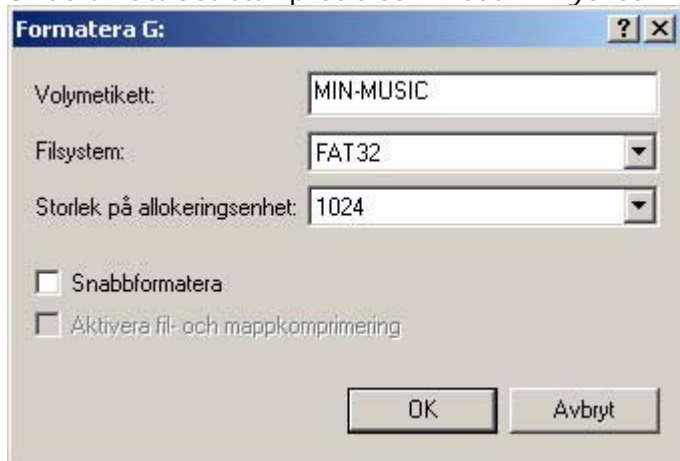 Formatera G:
Volymetikett: MIN-MUSIC
Filsystem: FAT32
Storlek på allokeringsenhet: 1024
Snabbformatera
Aktivera fil- och mappkomprimering
OK Avbryt